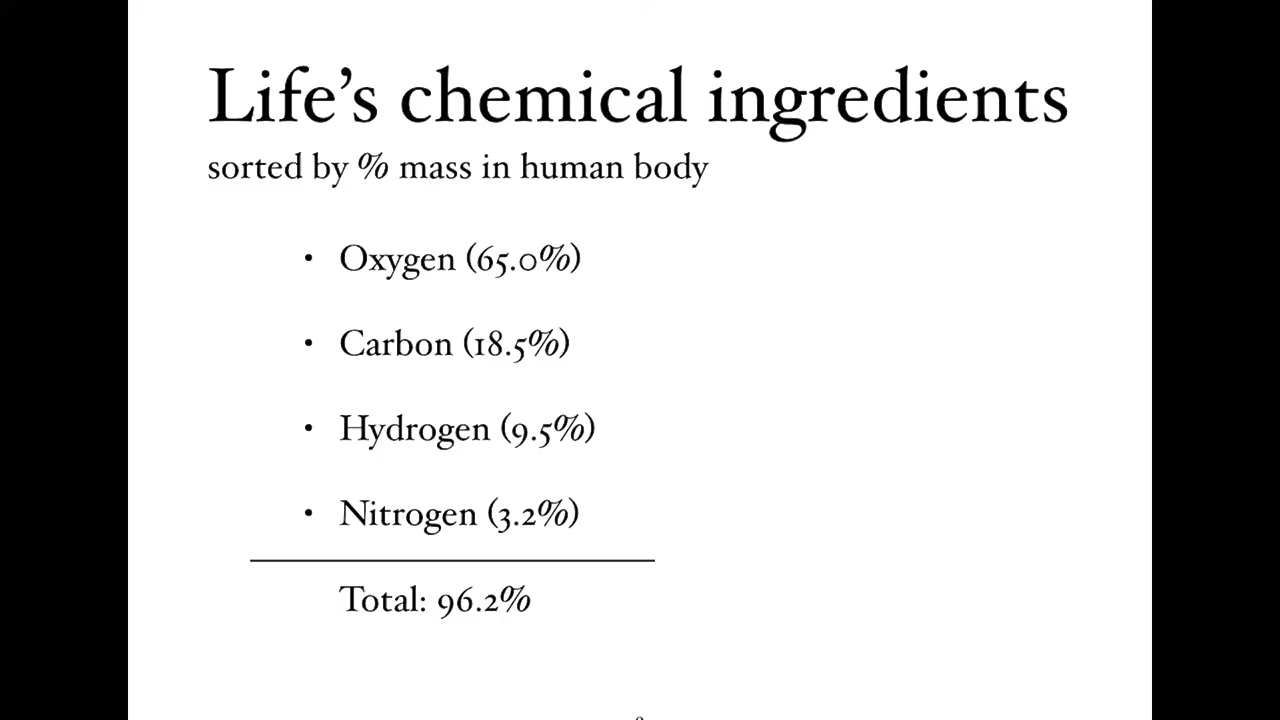 Life’s chemical ingredients
sorted by % mass in human body
• Oxygen (65.0%)
• Carbon (18.5%)
• Hydrogen (9.5%)
• Nitrogen (3.2%)
Total: 96.2%